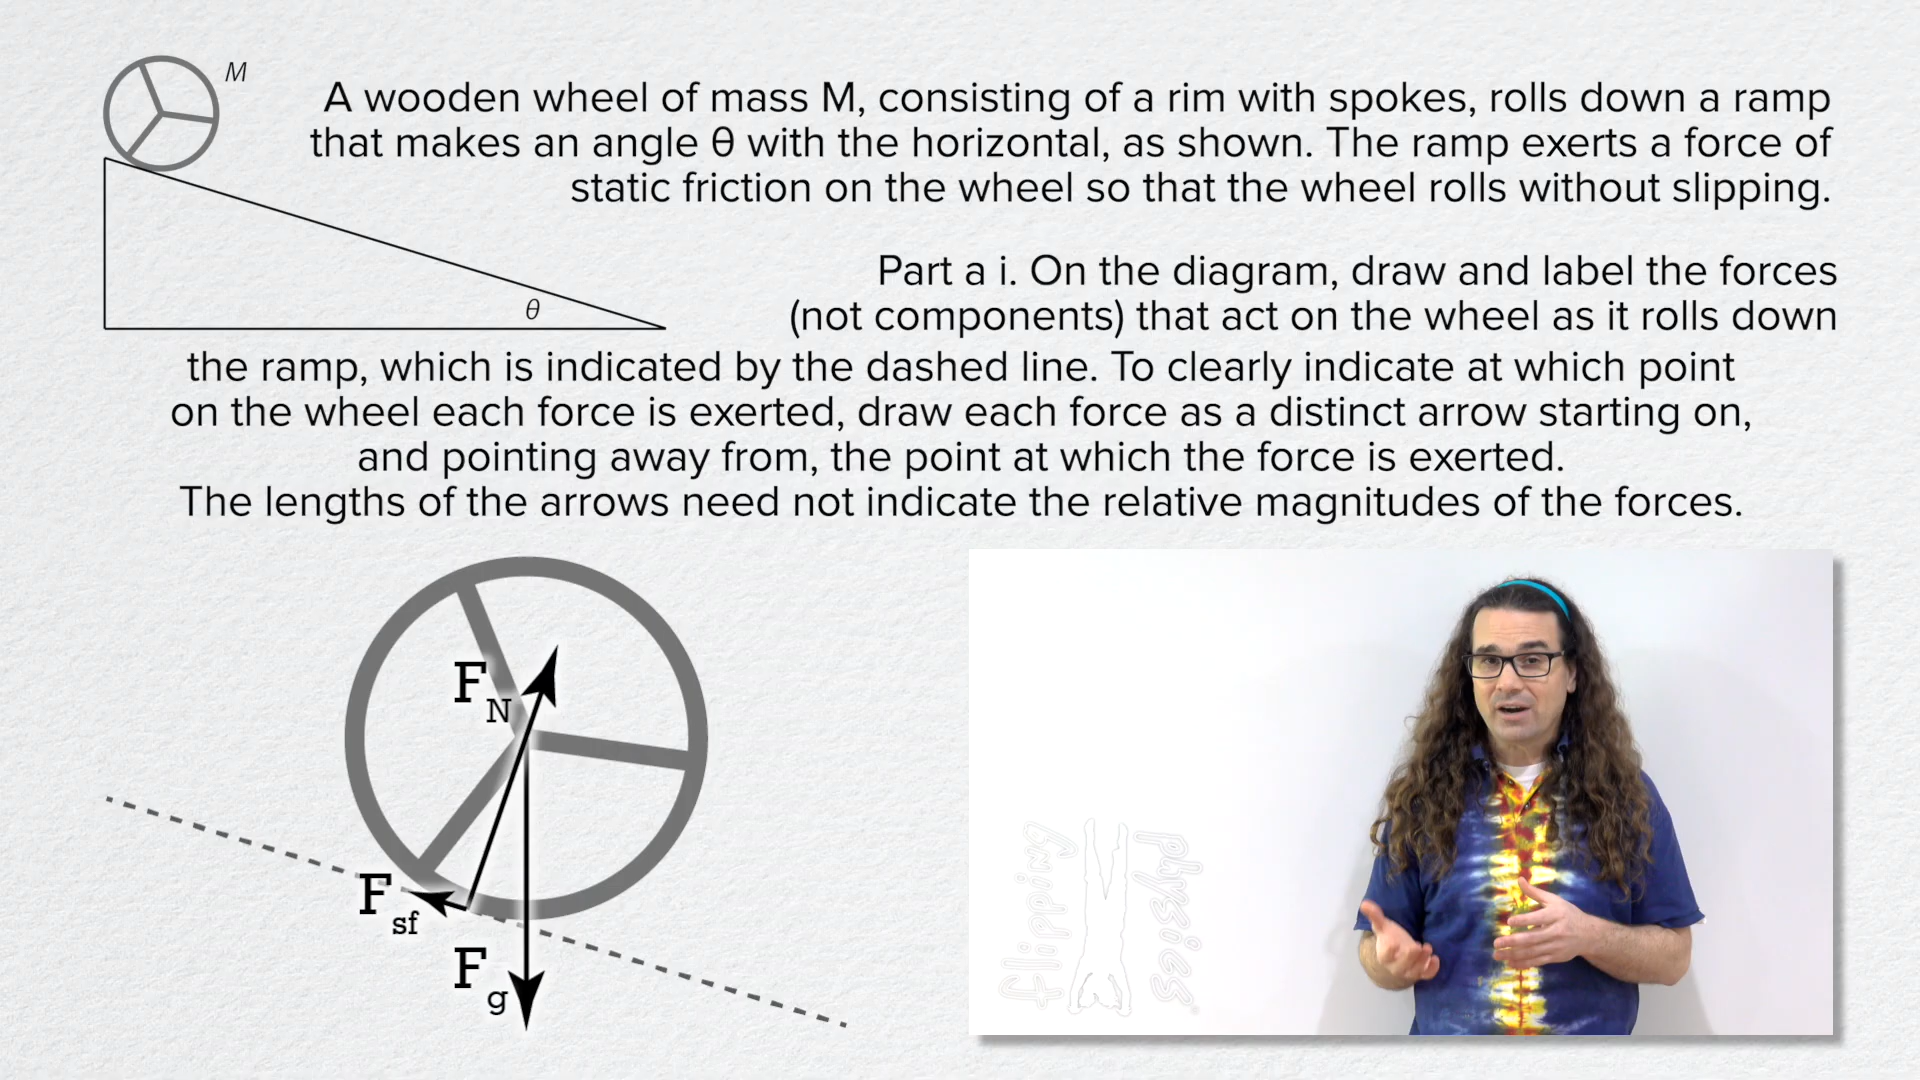 M
A wooden wheel of mass M, consisting of a rim with spokes, rolls down a ramp
that makes an angle θ with the horizontal, as shown. The ramp exerts a force of
static friction on the wheel so that the wheel rolls without slipping.
Part a i. On the diagram, draw and label the forces
θ
(not components) that act on the wheel as it rolls down
the ramp, which is indicated by the dashed line. To clearly indicate at which point
on the wheel each force is exerted, draw each force as a distinct arrow starting on,
and pointing away from, the point at which the force is exerted.
The lengths of the arrows need not indicate the relative magnitudes of the forces.
F_N
F_sf
F_g
flipping
physics